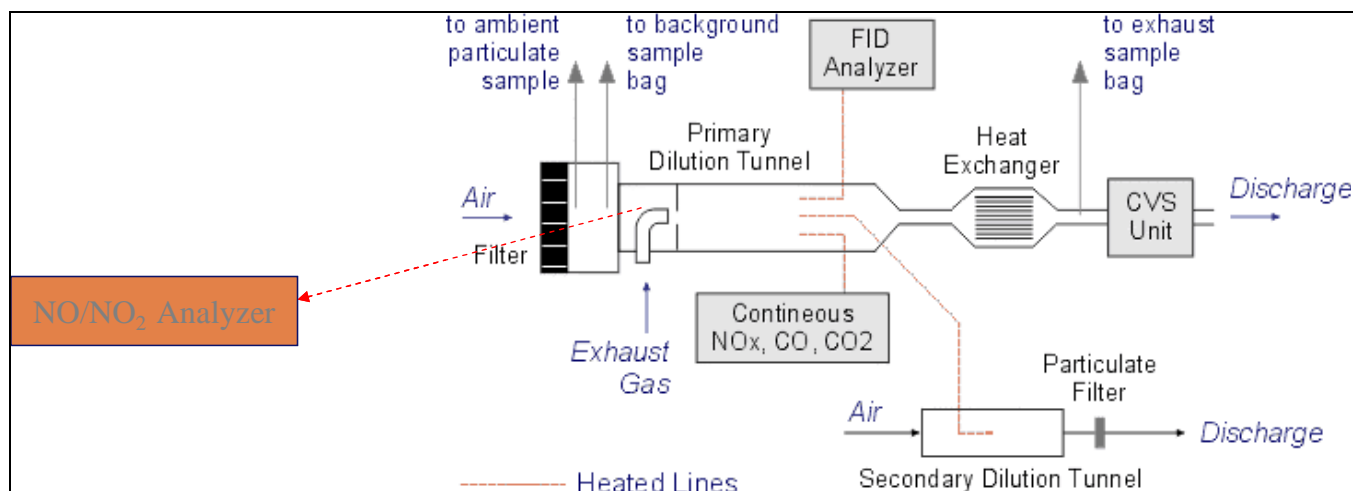 to ambient
particulate
sample
to background
sample
bag
FID
Analyzer
to exhaust
sample
bag
Primary
Dilution Tunnel
Heat
Exchanger
Air
Filter
CVS
Unit
Discharge
NO/NO₂ Analyzer
Exhaust
Gas
Contineous
NOx, CO, CO2
Particulate
Filter
Air
Discharge
Secondary Dilution Tunnel
Heated Lines